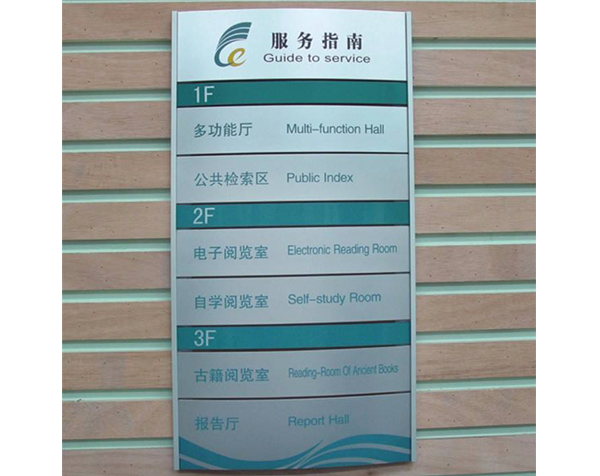 服务指南
Guide to service
1F
多功能厅 Multi-function Hall
公共检索区 Public Index
2F
电子阅览室 Electronic Reading Room
自学阅览室 Self-study Room
3F
古籍阅览室 Reading-Room Of Ancient Books
报告厅 Report Hall